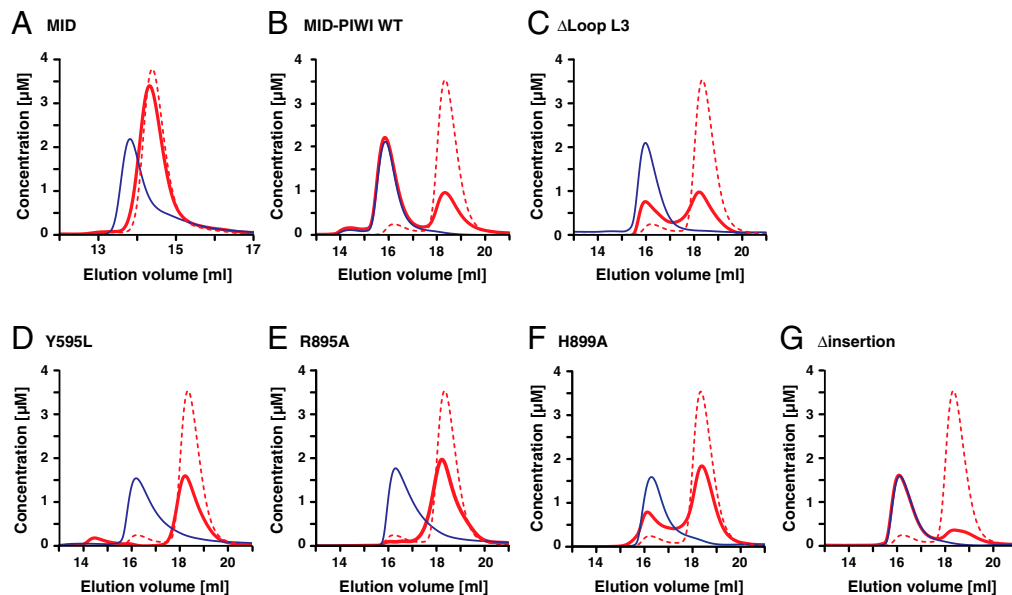 A MID
Concentration [µM]
4
3
2
1
0
13 15 17
Elution volume [ml]
B MID-PIWI WT
Concentration [µM]
4
3
2
1
0
14 16 18 20
Elution volume [ml]
C ΔLoop L3
Concentration [µM]
4
3
2
1
0
14 16 18 20
Elution volume [ml]
D Y595L
Concentration [µM]
4
3
2
1
0
14 16 18 20
Elution volume [ml]
E R895A
Concentration [µM]
4
3
2
1
0
14 16 18 20
Elution volume [ml]
F H899A
Concentration [µM]
4
3
2
1
0
14 16 18 20
Elution volume [ml]
G Δinsertion
Concentration [µM]
4
3
2
1
0
14 16 18 20
Elution volume [ml]